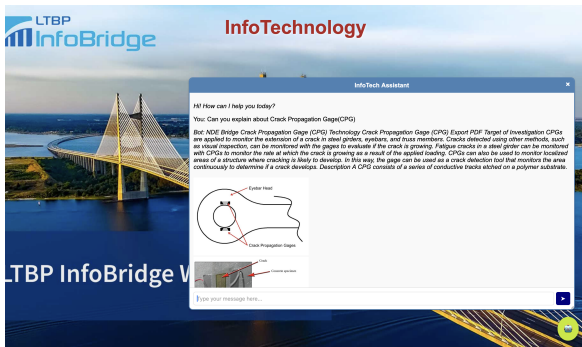 LTBP
InfoBridge
InfoTechnology
InfoTech Assistant
×
Hi! How can I help you today?
You: Can you explain about Crack Propagation Gage(CPG)
Bot: NDE Bridge Crack Propagation Gage (CPG) Technology Crack Propagation Gage (CPG) Export PDF Target of Investigation CPGs
are applied to monitor the extension of a crack in steel girders, eyebars, and truss members. Cracks detected using other methods, such
as visual inspection, can be monitored with the gages to evaluate if the crack is growing. Fatigue cracks in a steel girder can be monitored
with CPGs to monitor the rate at which the crack is growing as a result of the applied loading. CPGs can also be used to monitor localized
areas of a structure where cracking is likely to develop. In this way, the gage can be used as a crack detection tool that monitors the area
continuously to determine if a crack develops. Description A CPG consists of a series of conductive tracks etched on a polymer substrate.
Eyebar Head
Crack Propagation Gages
Crack
LTBP InfoBridge W
Type your message here...